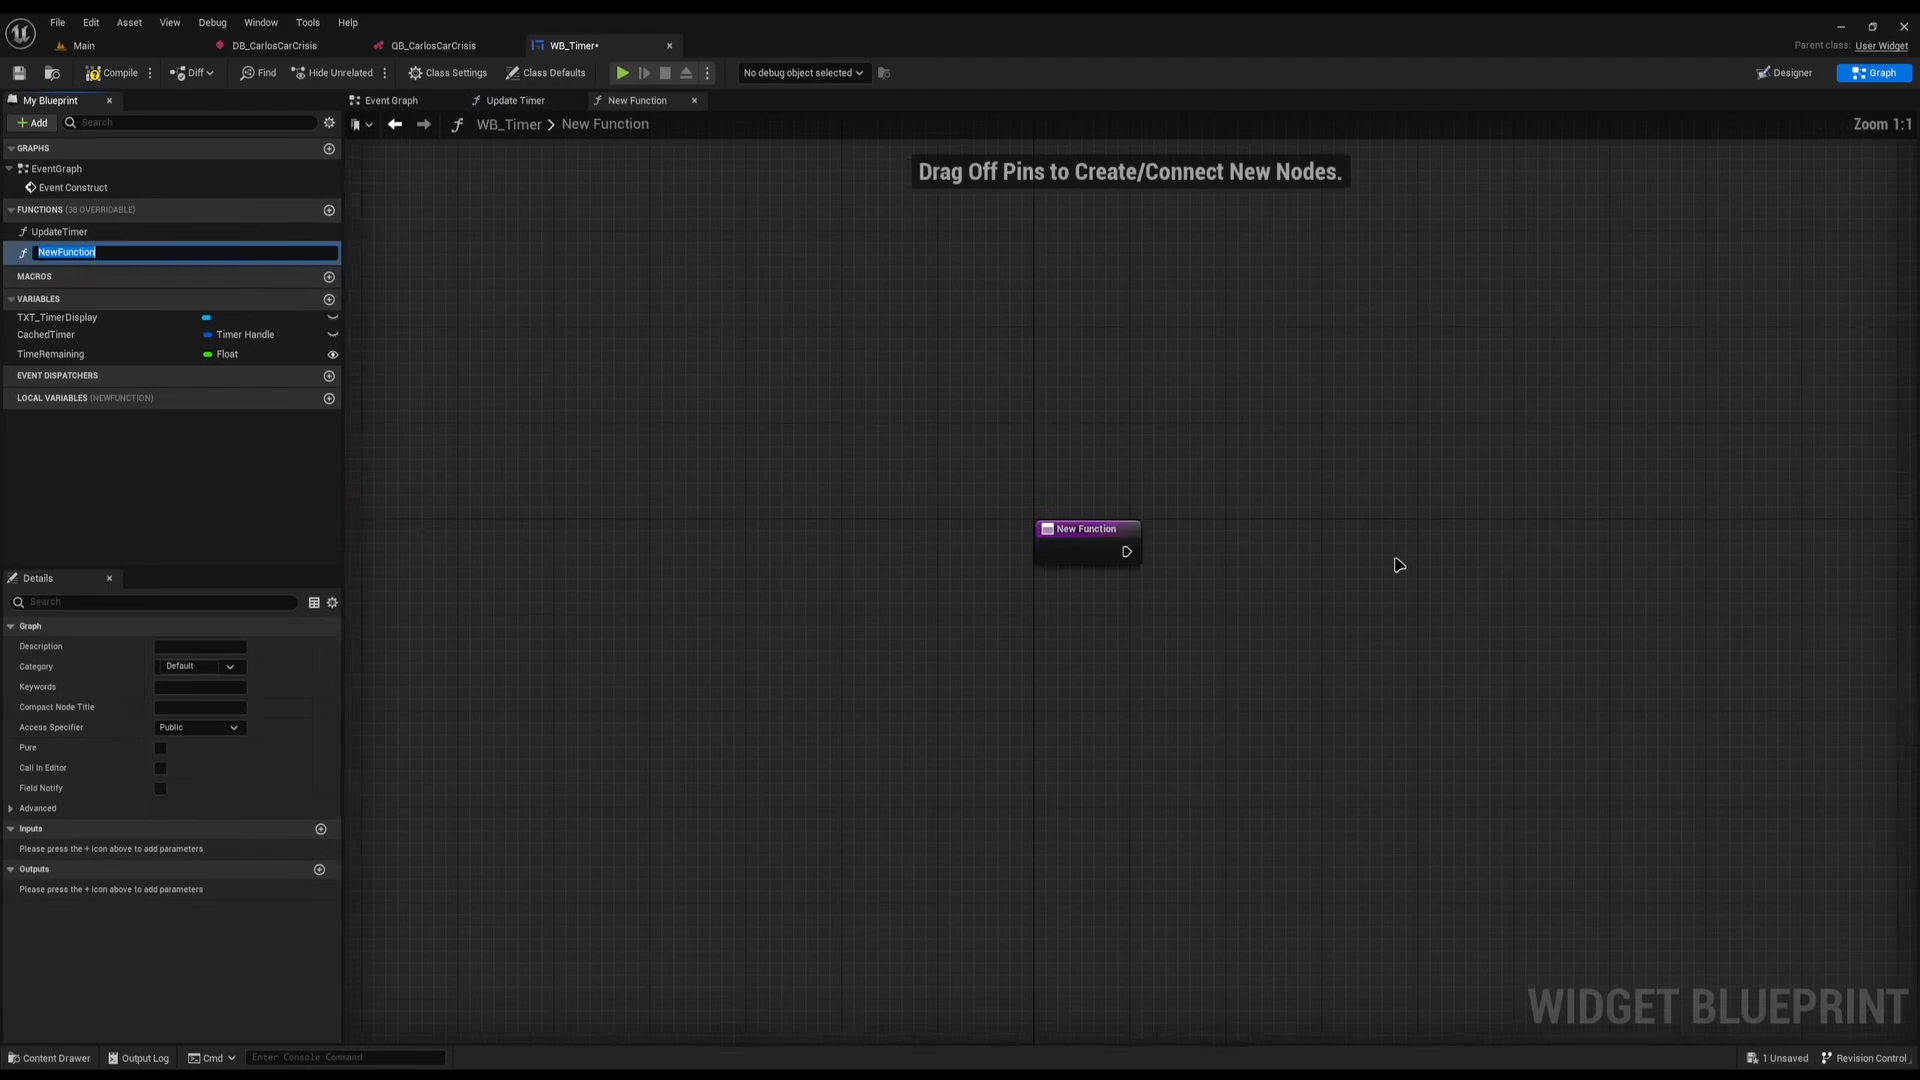 File Edit Asset View Debug Window Tools Help
Main DB_CarlosCarCrisis QB_CarlosCarCrisis WB_Timer*
Parent class: User Widget
Compile Diff Find Hide Unrelated Class Settings Class Defaults No debug object selected Designer Graph
My Blueprint Event Graph Update Timer New Function
Add Search WB_Timer > New Function Zoom 1:1
GRAPHS
EventGraph
Event Construct
FUNCTIONS (38 OVERRIDABLE)
UpdateTimer
NewFunction
MACROS
VARIABLES
TXT_TimerDisplay
CachedTimer Timer Handle
TimeRemaining Float
EVENT DISPATCHERS
LOCAL VARIABLES (NEWFUNCTION)
Drag Off Pins to Create/Connect New Nodes.
New Function
Details
Search
Graph
Description
Category Default
Keywords
Compact Node Title
Access Specifier Public
Pure
Call In Editor
Field Notify
Advanced
Inputs
Please press the + icon above to add parameters
Outputs
Please press the + icon above to add parameters
WIDGET BLUEPRINT
Content Drawer Output Log Cmd Enter Console Command 1 Unsaved Revision Control